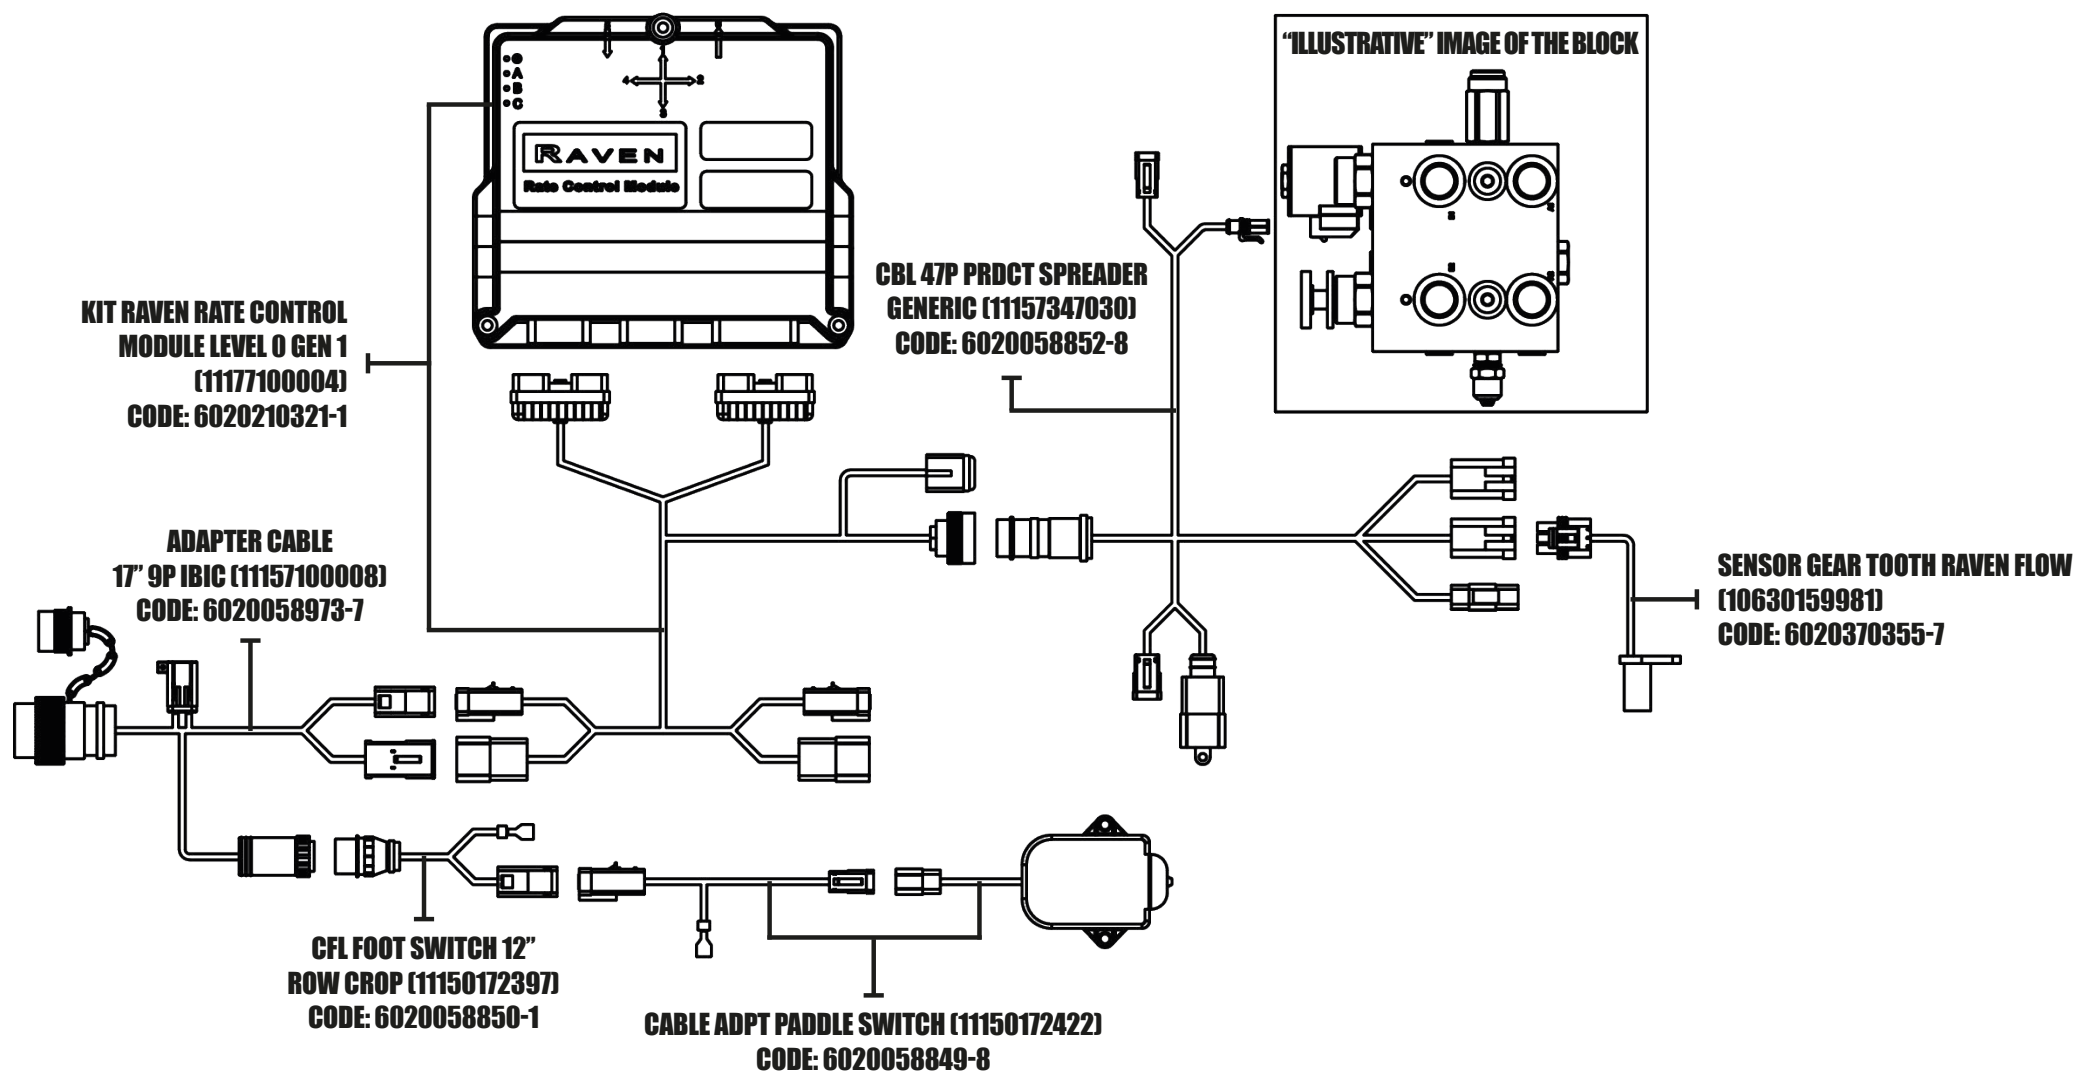 “ILLUSTRATIVE” IMAGE OF THE BLOCK
A
B
C
4
2
3
RAVEN
Rate Control Module
CBL 47P PRDCT SPREADER
GENERIC (11157347030)
CODE: 6020058852-8
KIT RAVEN RATE CONTROL
MODULE LEVEL 0 GEN 1
(11177100004)
CODE: 6020210321-1
ADAPTER CABLE
17” 9P IBIC (11157100008)
CODE: 6020058973-7
SENSOR GEAR TOOTH RAVEN FLOW
(10630159981)
CODE: 6020370355-7
CFL FOOT SWITCH 12”
ROW CROP (11150172397)
CODE: 6020058850-1
CABLE ADPT PADDLE SWITCH (11150172422)
CODE: 6020058849-8